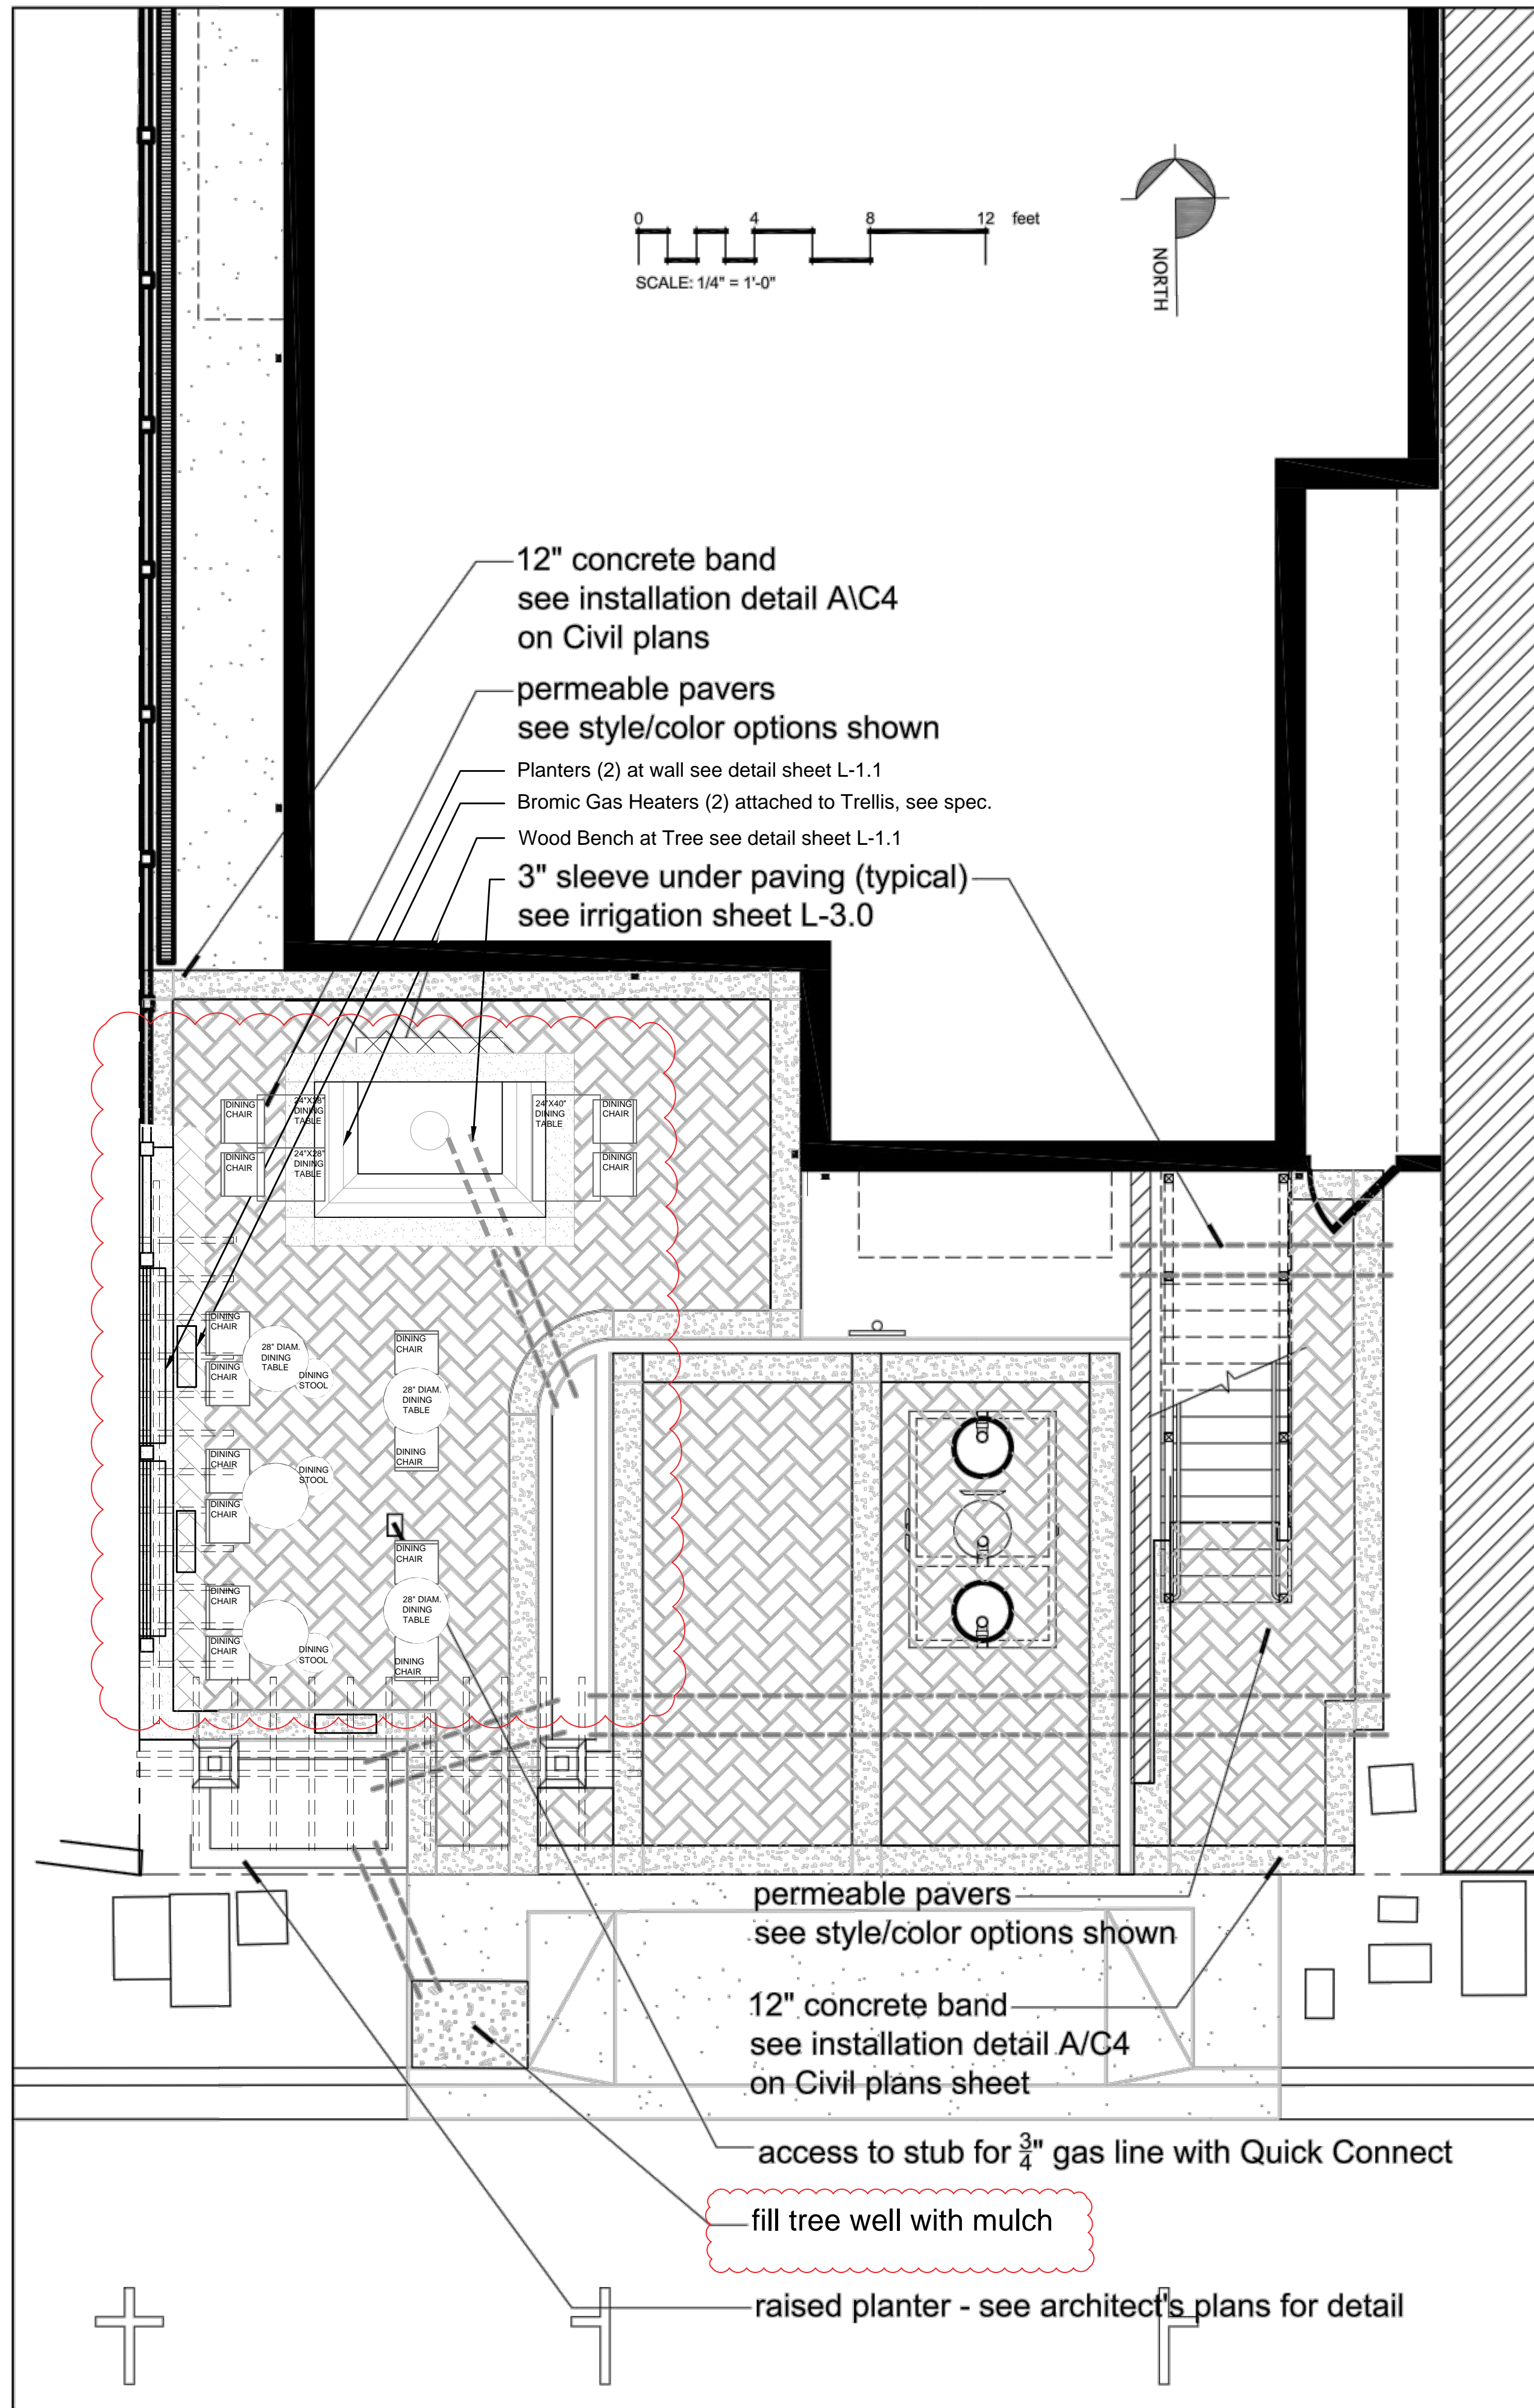 0 4 8 12 feet
SCALE: 1/4" = 1'-0"
NORTH
12" concrete band
see installation detail A\C4
on Civil plans
permeable pavers
see style/color options shown
Planters (2) at wall see detail sheet L-1.1
Bromic Gas Heaters (2) attached to Trellis, see spec.
Wood Bench at Tree see detail sheet L-1.1
3" sleeve under paving (typical)
see irrigation sheet L-3.0
DINING
CHAIR
24"X28"
DINING
TABLE
24"X40"
DINING
TABLE
DINING
CHAIR
DINING
CHAIR
24"X28"
DINING
TABLE
DINING
CHAIR
DINING
CHAIR
28" DIAM.
DINING
TABLE
DINING
CHAIR
DINING
CHAIR
DINING
STOOL
28" DIAM.
DINING
TABLE
DINING
CHAIR
DINING
CHAIR
DINING
STOOL
DINING
CHAIR
DINING
CHAIR
DINING
CHAIR
28" DIAM.
DINING
TABLE
DINING
CHAIR
DINING
STOOL
DINING
CHAIR
permeable pavers
see style/color options shown
12" concrete band
see installation detail A/C4
on Civil plans sheet
access to stub for 3/4" gas line with Quick Connect
fill tree well with mulch
raised planter - see architect's plans for detail